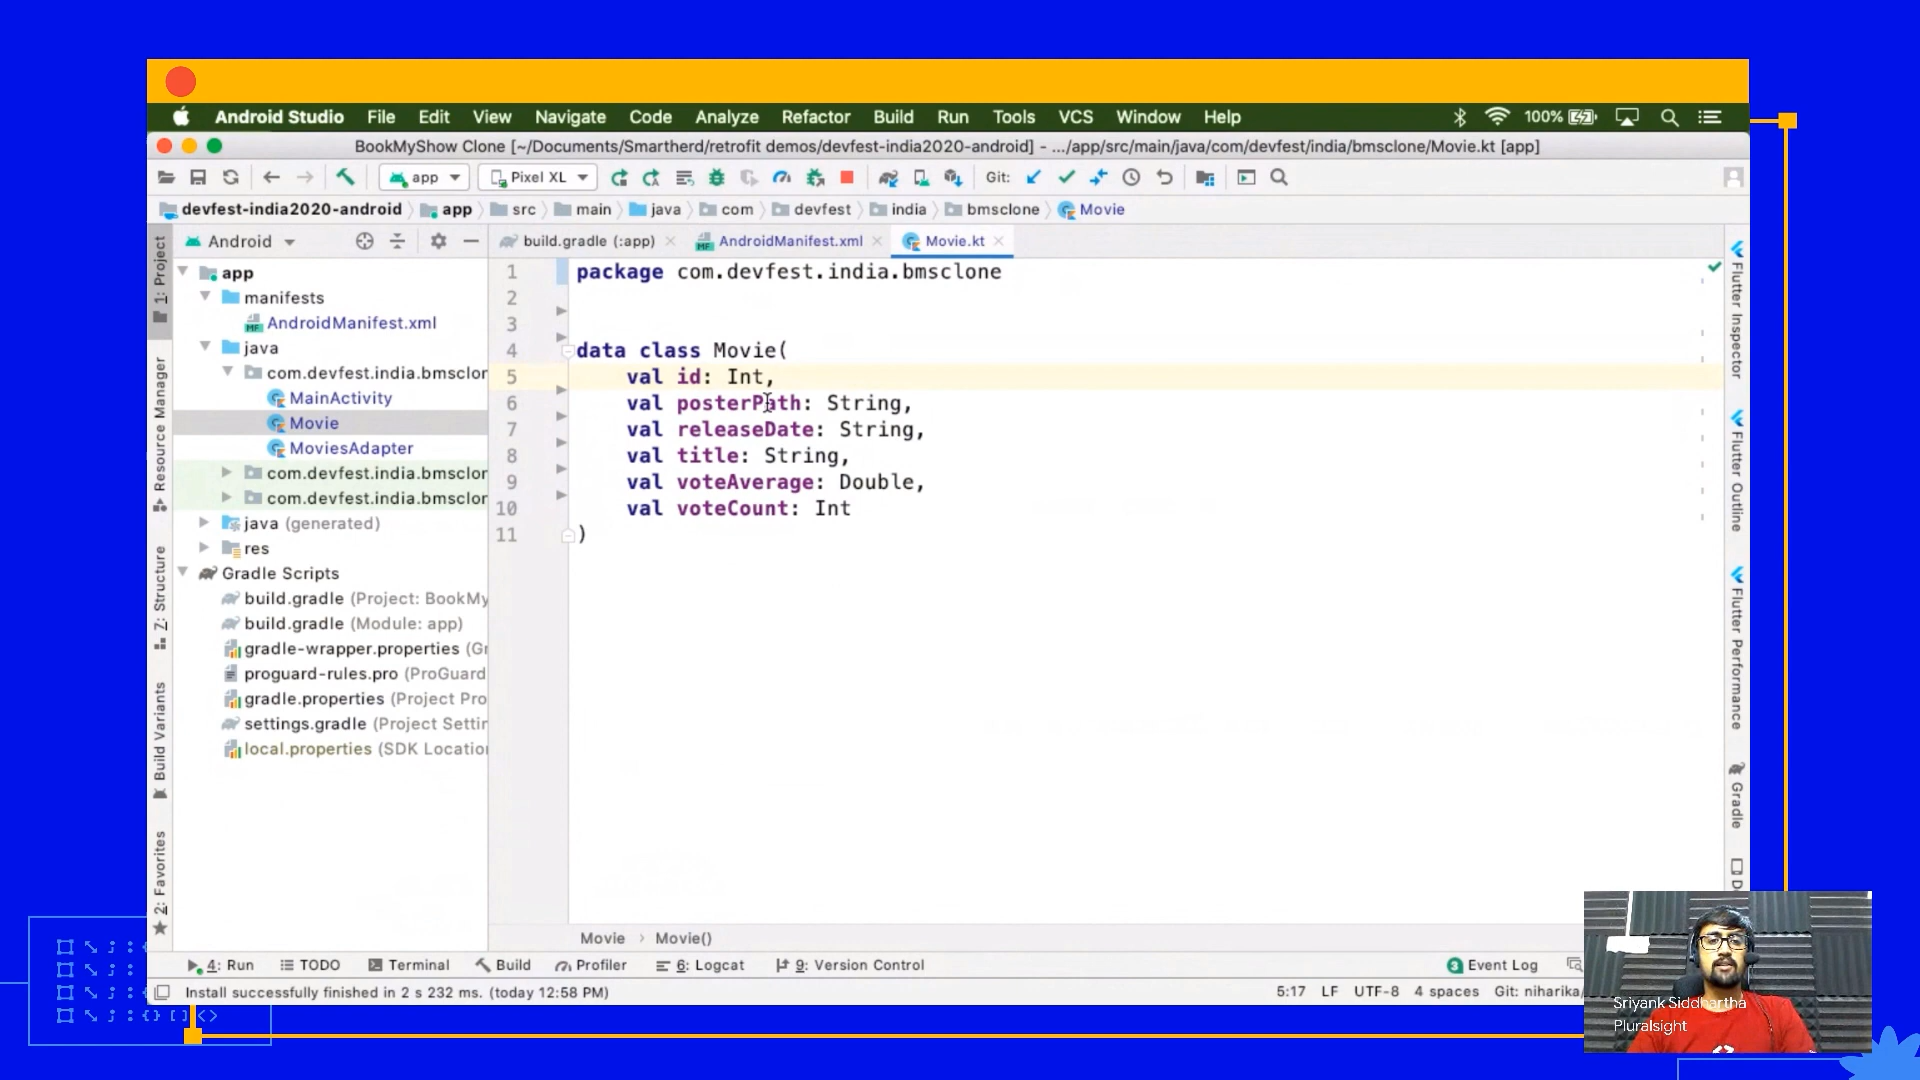 Android Studio File Edit View Navigate Code Analyze Refactor Build Run Tools VCS Window Help 100%
BookMyShow Clone [~/Documents/Smartherd/retrofit demos/devfest-india2020-android] - .../app/src/main/java/com/devfest/india/bmsclone/Movie.kt [app]
app Pixel XL Git:
devfest-india2020-android app src main java com devfest india bmsclone Movie
Android build.gradle (:app) AndroidManifest.xml Movie.kt
app
manifests
AndroidManifest.xml
java
com.devfest.india.bmsclor
MainActivity
Movie
MoviesAdapter
com.devfest.india.bmsclor
com.devfest.india.bmsclor
java (generated)
res
Gradle Scripts
build.gradle (Project: BookMy
build.gradle (Module: app)
gradle-wrapper.properties (Gr
proguard-rules.pro (ProGuard
gradle.properties (Project Pro
settings.gradle (Project Settin
local.properties (SDK Location
1 package com.devfest.india.bmsclone
2
3
4 data class Movie(
5 val id: Int,
6 val posterPath: String,
7 val releaseDate: String,
8 val title: String,
9 val voteAverage: Double,
10 val voteCount: Int
11 )
Movie › Movie()
1: Project
Resource Manager
7: Structure
Build Variants
2: Favorites
Flutter Inspector
Flutter Outline
Flutter Performance
Gradle
4: Run TODO Terminal Build Profiler 6: Logcat 9: Version Control 3 Event Log
Install successfully finished in 2 s 232 ms. (today 12:58 PM) 5:17 LF UTF-8 4 spaces Git: niharika/
Sriyank Siddhartha
Pluralsight